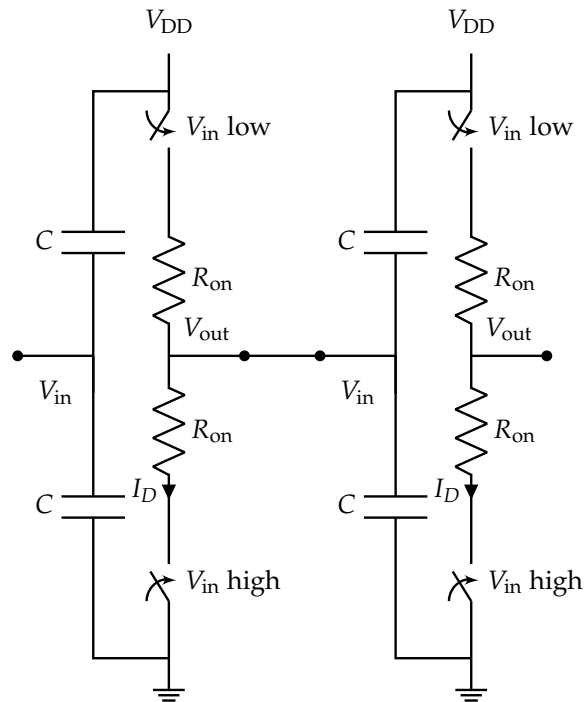 V_DD
V_DD
V_in low
V_in low
C
C
R_on
R_on
V_out
V_out
V_in
V_in
R_on
R_on
C
I_D
C
I_D
V_in high
V_in high